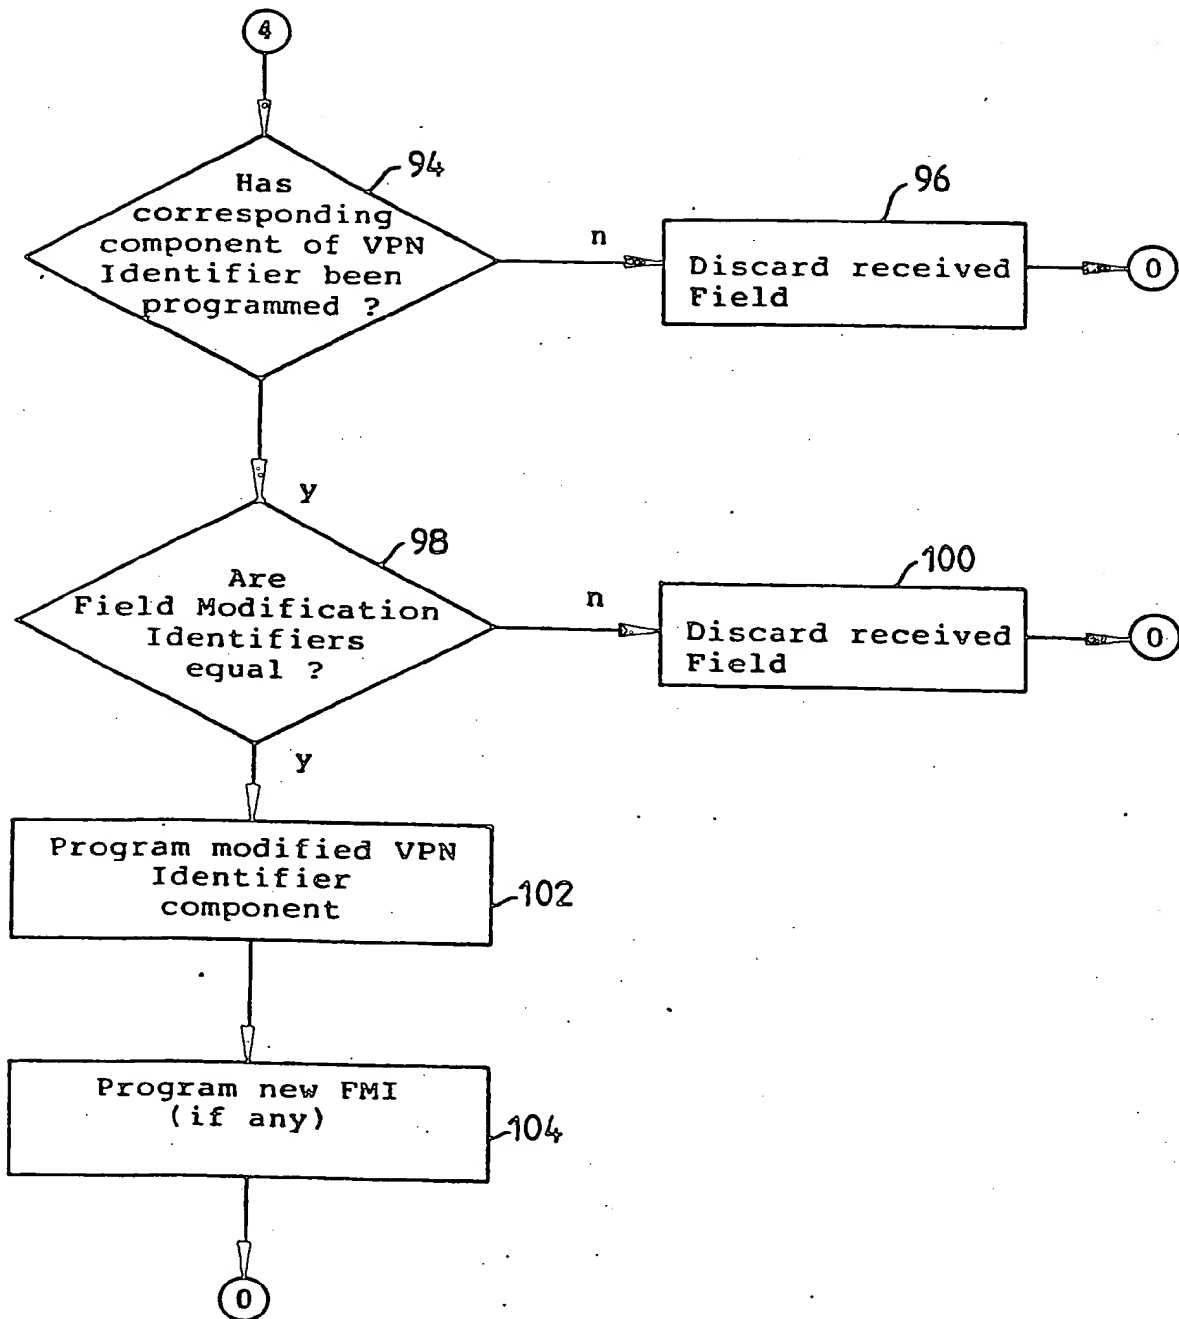 4
94
Has
corresponding
component of VPN
Identifier been
programmed ?
n
96
Discard received
Field
0
y
98
Are
Field Modification
Identifiers
equal ?
n
100
Discard received
Field
0
y
Program modified VPN
Identifier
component
102
Program new FMI
(if any)
104
0